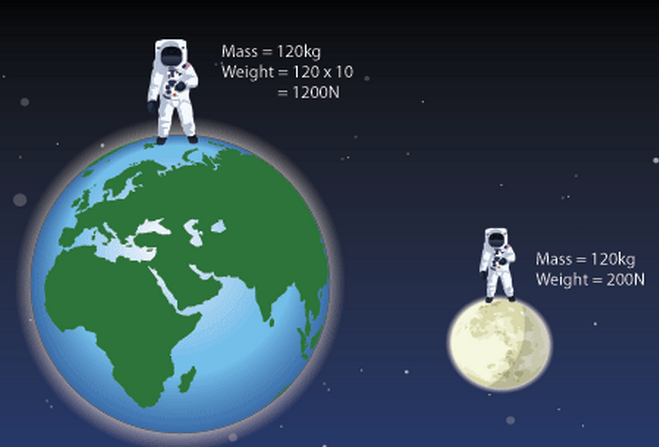 Mass = 120kg
Weight = 120 x 10
= 1200N
Mass = 120kg
Weight = 200N